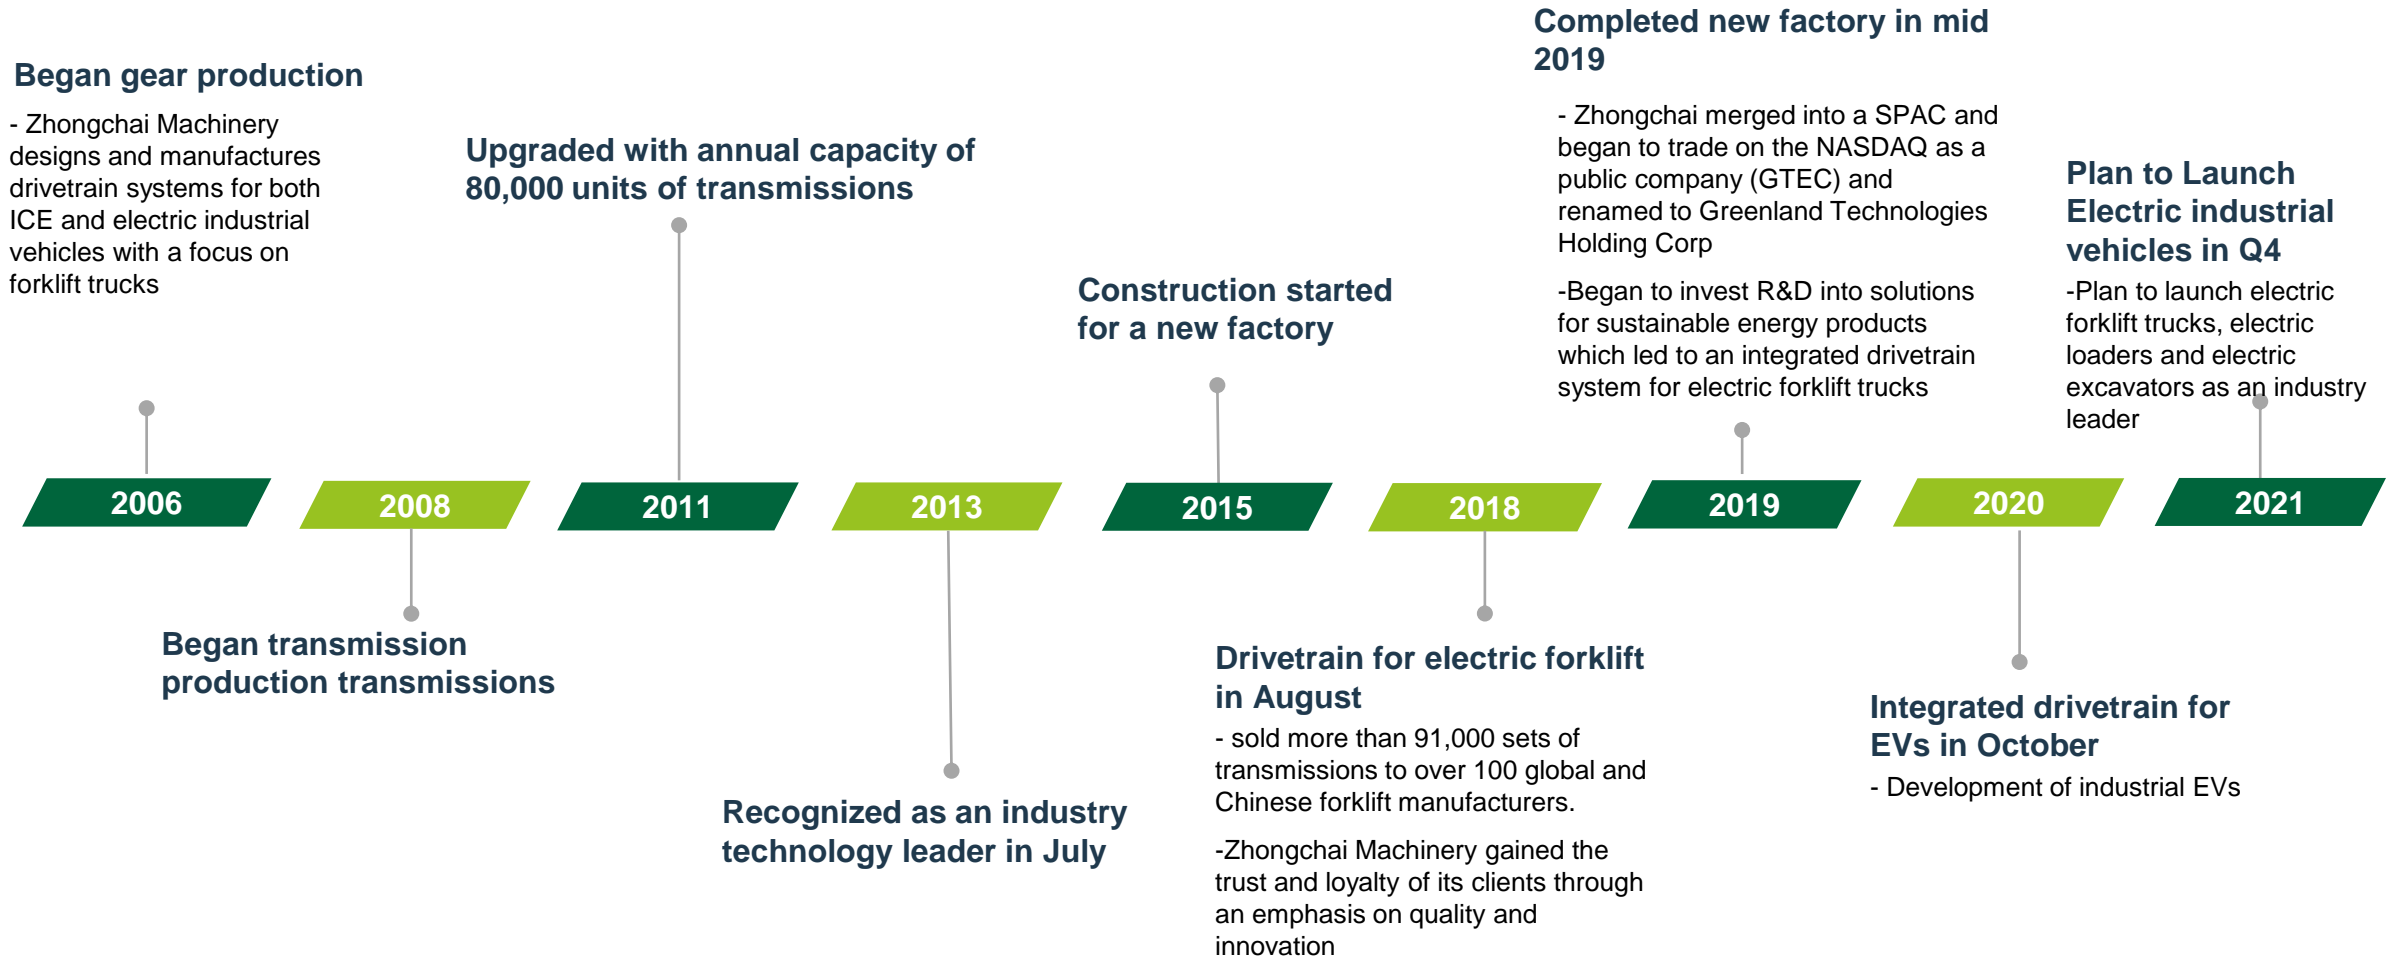 Began gear production
- Zhongchai Machinery
designs and manufactures
drivetrain systems for both
ICE and electric industrial
vehicles with a focus on
forklift trucks
2006
2008
Began transmission
production transmissions
Upgraded with annual capacity of
80,000 units of transmissions
2011
2013
Recognized as an industry
technology leader in July
Construction started
for a new factory
2015
2018
Drivetrain for electric forklift
in August
- sold more than 91,000 sets of
transmissions to over 100 global and
Chinese forklift manufacturers.
-Zhongchai Machinery gained the
trust and loyalty of its clients through
an emphasis on quality and
innovation
Completed new factory in mid
2019
- Zhongchai merged into a SPAC and
began to trade on the NASDAQ as a
public company (GTEC) and
renamed to Greenland Technologies
Holding Corp
-Began to invest R&D into solutions
for sustainable energy products
which led to an integrated drivetrain
system for electric forklift trucks
2019
2020
Integrated drivetrain for
EVs in October
- Development of industrial EVs
Plan to Launch
Electric industrial
vehicles in Q4
-Plan to launch electric
forklift trucks, electric
loaders and electric
excavators as an industry
leader
2021